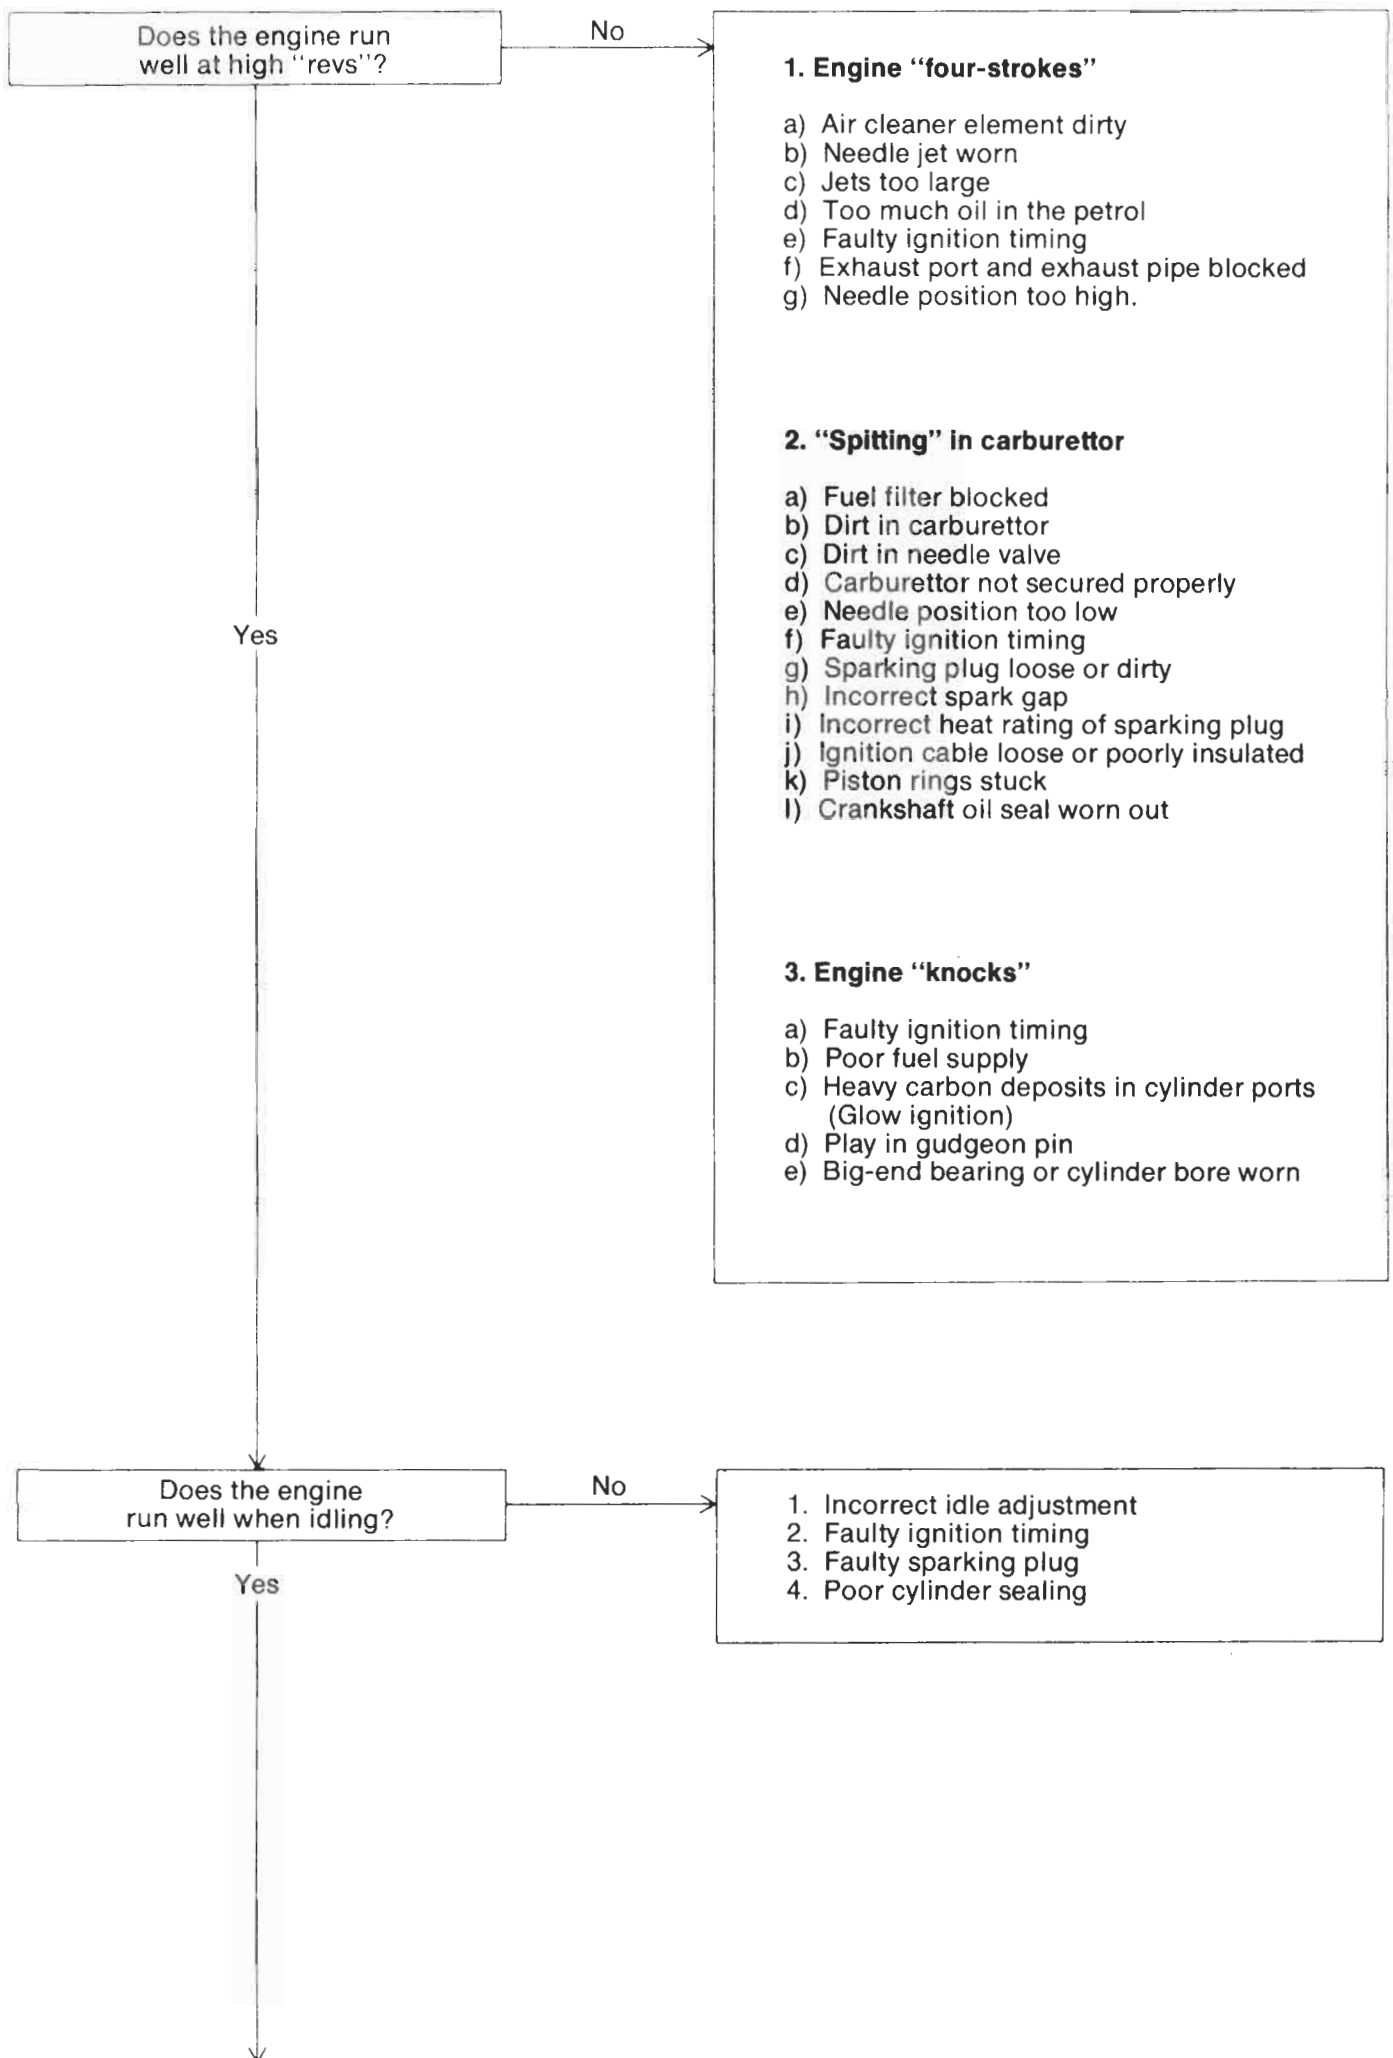 Does the engine run
well at high “revs”?
No
1. Engine “four-strokes”
a) Air cleaner element dirty
b) Needle jet worn
c) Jets too large
d) Too much oil in the petrol
e) Faulty ignition timing
f) Exhaust port and exhaust pipe blocked
g) Needle position too high.
2. “Spitting” in carburettor
a) Fuel filter blocked
b) Dirt in carburettor
c) Dirt in needle valve
d) Carburettor not secured properly
e) Needle position too low
f) Faulty ignition timing
g) Sparking plug loose or dirty
h) Incorrect spark gap
i) Incorrect heat rating of sparking plug
j) Ignition cable loose or poorly insulated
k) Piston rings stuck
l) Crankshaft oil seal worn out
3. Engine “knocks”
a) Faulty ignition timing
b) Poor fuel supply
c) Heavy carbon deposits in cylinder ports
(Glow ignition)
d) Play in gudgeon pin
e) Big-end bearing or cylinder bore worn
Yes
Does the engine
run well when idling?
No
1. Incorrect idle adjustment
2. Faulty ignition timing
3. Faulty sparking plug
4. Poor cylinder sealing
Yes